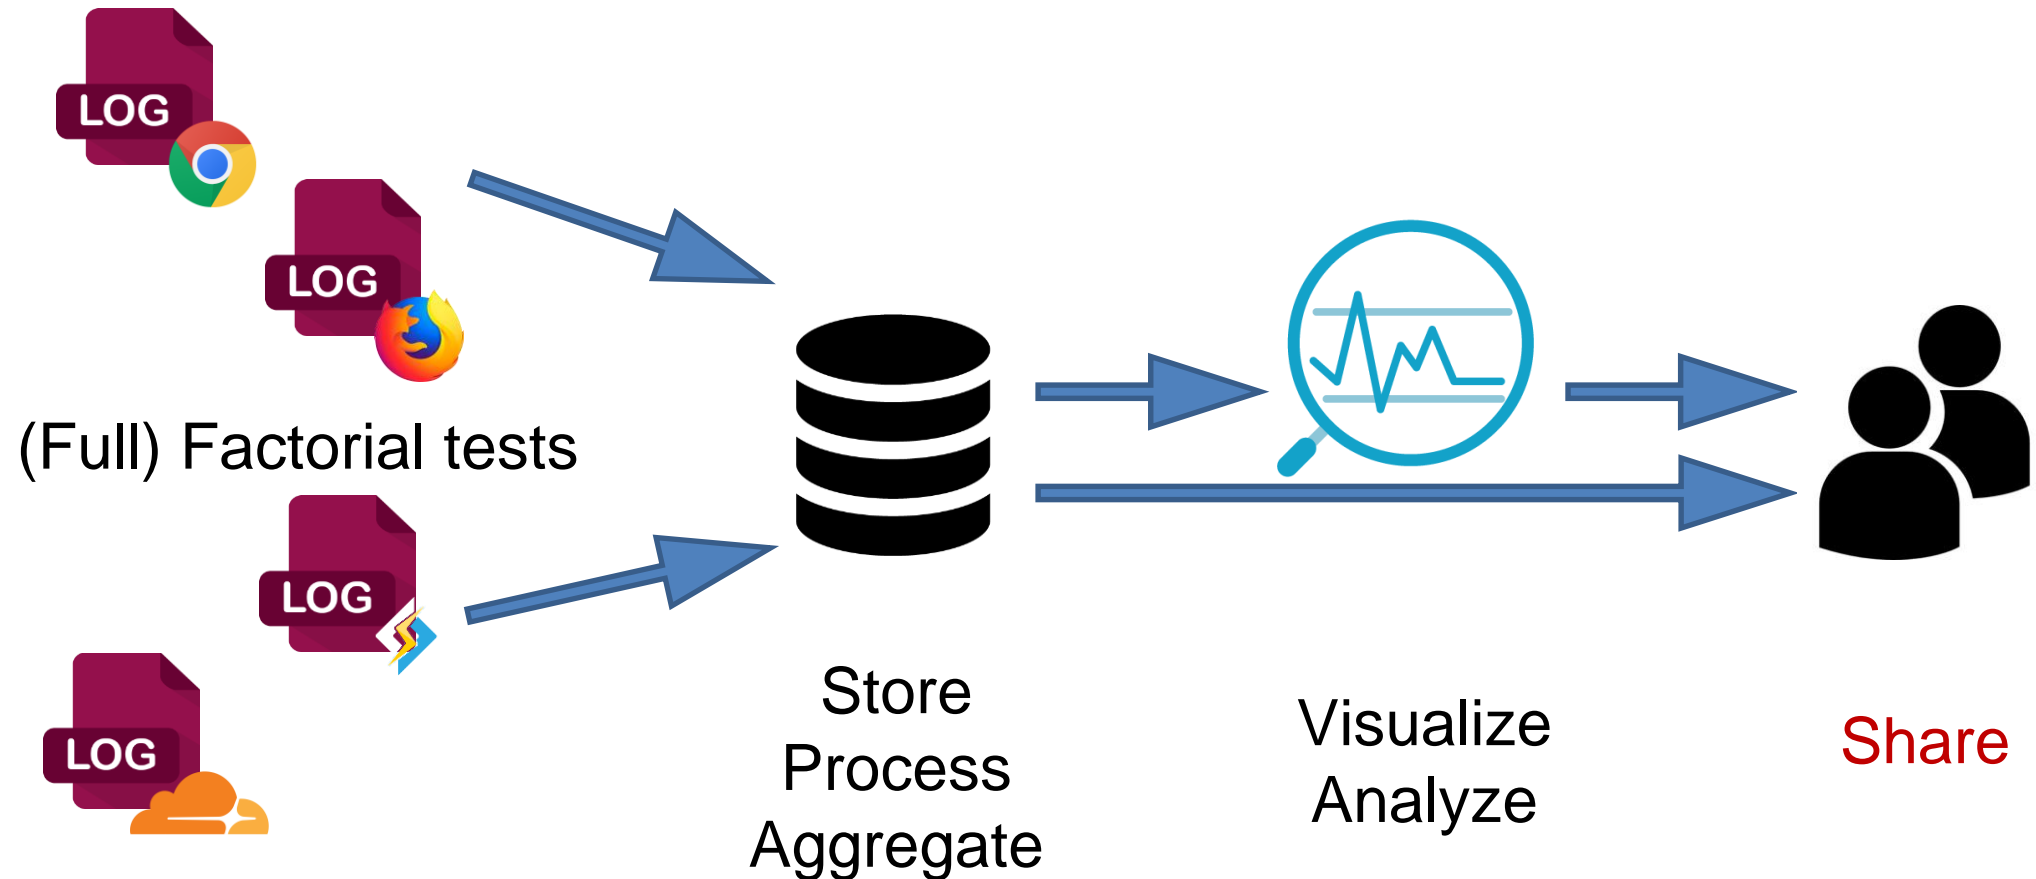 LOG
LOG
(Full) Factorial tests
LOG
LOG
Store
Process
Aggregate
Visualize
Analyze
Share